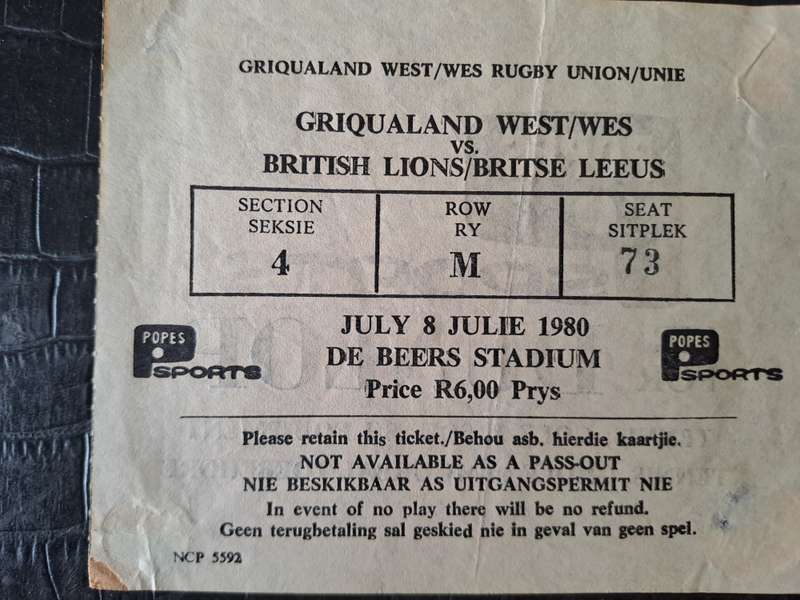 GRIQUALAND WEST/WES RUGBY UNION/UNIE
GRIQUALAND WEST/WES
VS.
BRITISH LIONS/BRITSE LEEUS
SECTION
SEKSIE
4
ROW
RY
M
SEAT
SITPLEK
73
JULY 8 JULIE 1980
DE BEERS STADIUM
Price R6,00 Prys
POPES
SPORTS
POPES
SPORTS
Please retain this ticket./Behou asb. hierdie kaartjie.
NOT AVAILABLE AS A PASS-OUT
NIE BESKIKBAAR AS UITGANGSPERMIT NIE
In event of no play there will be no refund.
Geen terugbetaling sal geskied nie in geval van geen spel.
NCP 5592